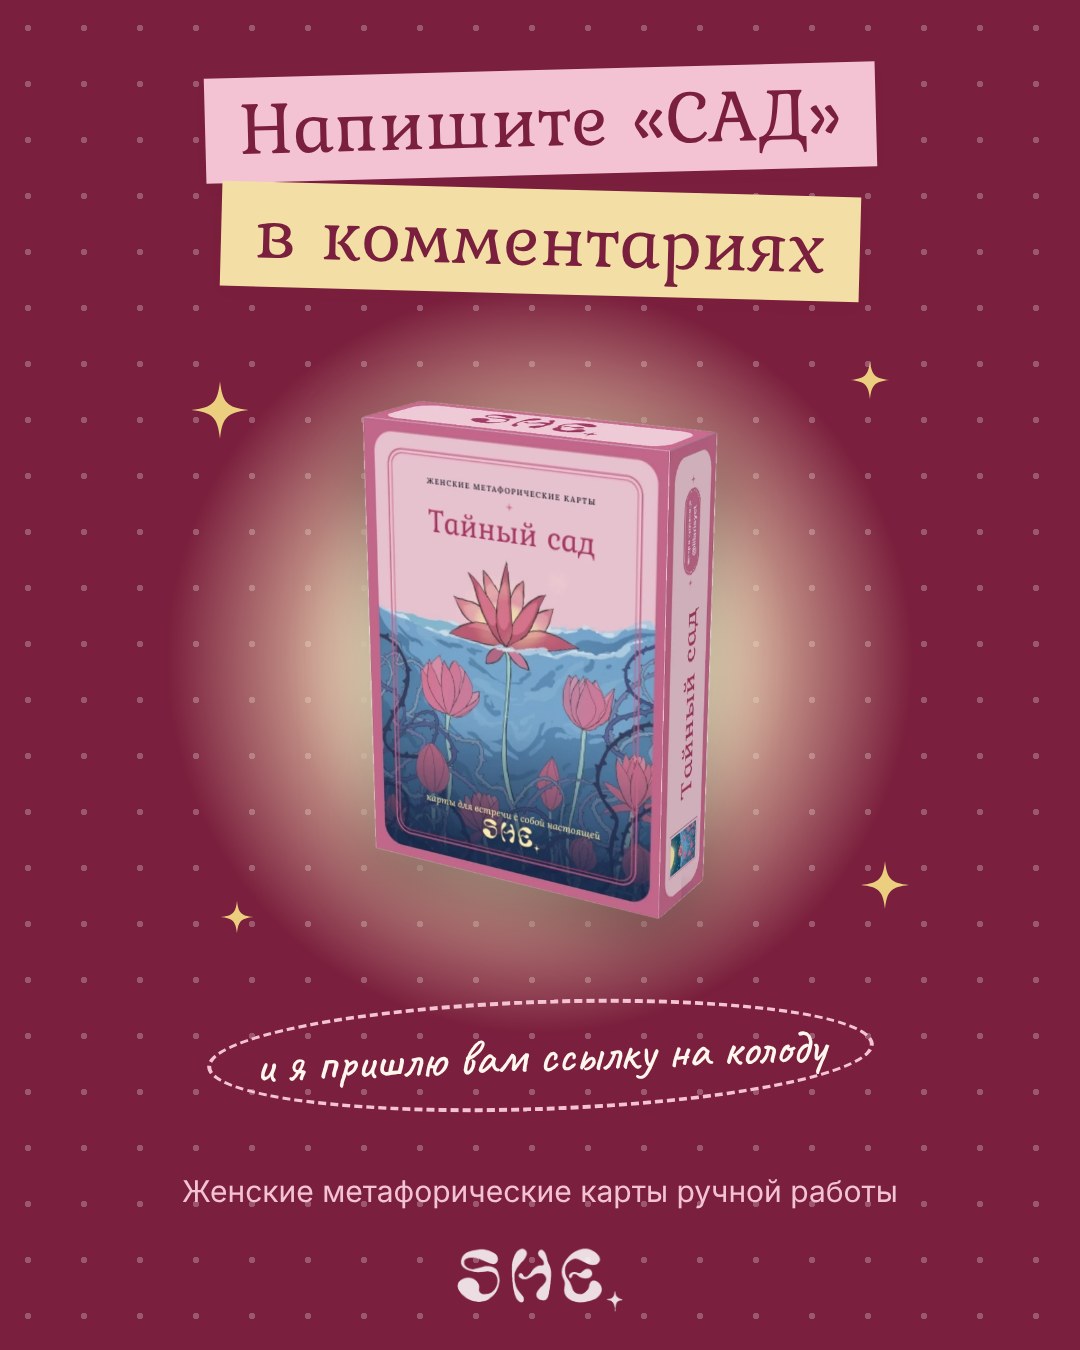 Напишите «САД»
в комментариях
SHE.
ЖЕНСКИЕ МЕТАФОРИЧЕСКИЕ КАРТЫ
Тайный сад
карты для встречи с собой настоящей
SHE.
Тайный сад
и я пришлю вам ссылку на колоду
Женские метафорические карты ручной работы
SHE